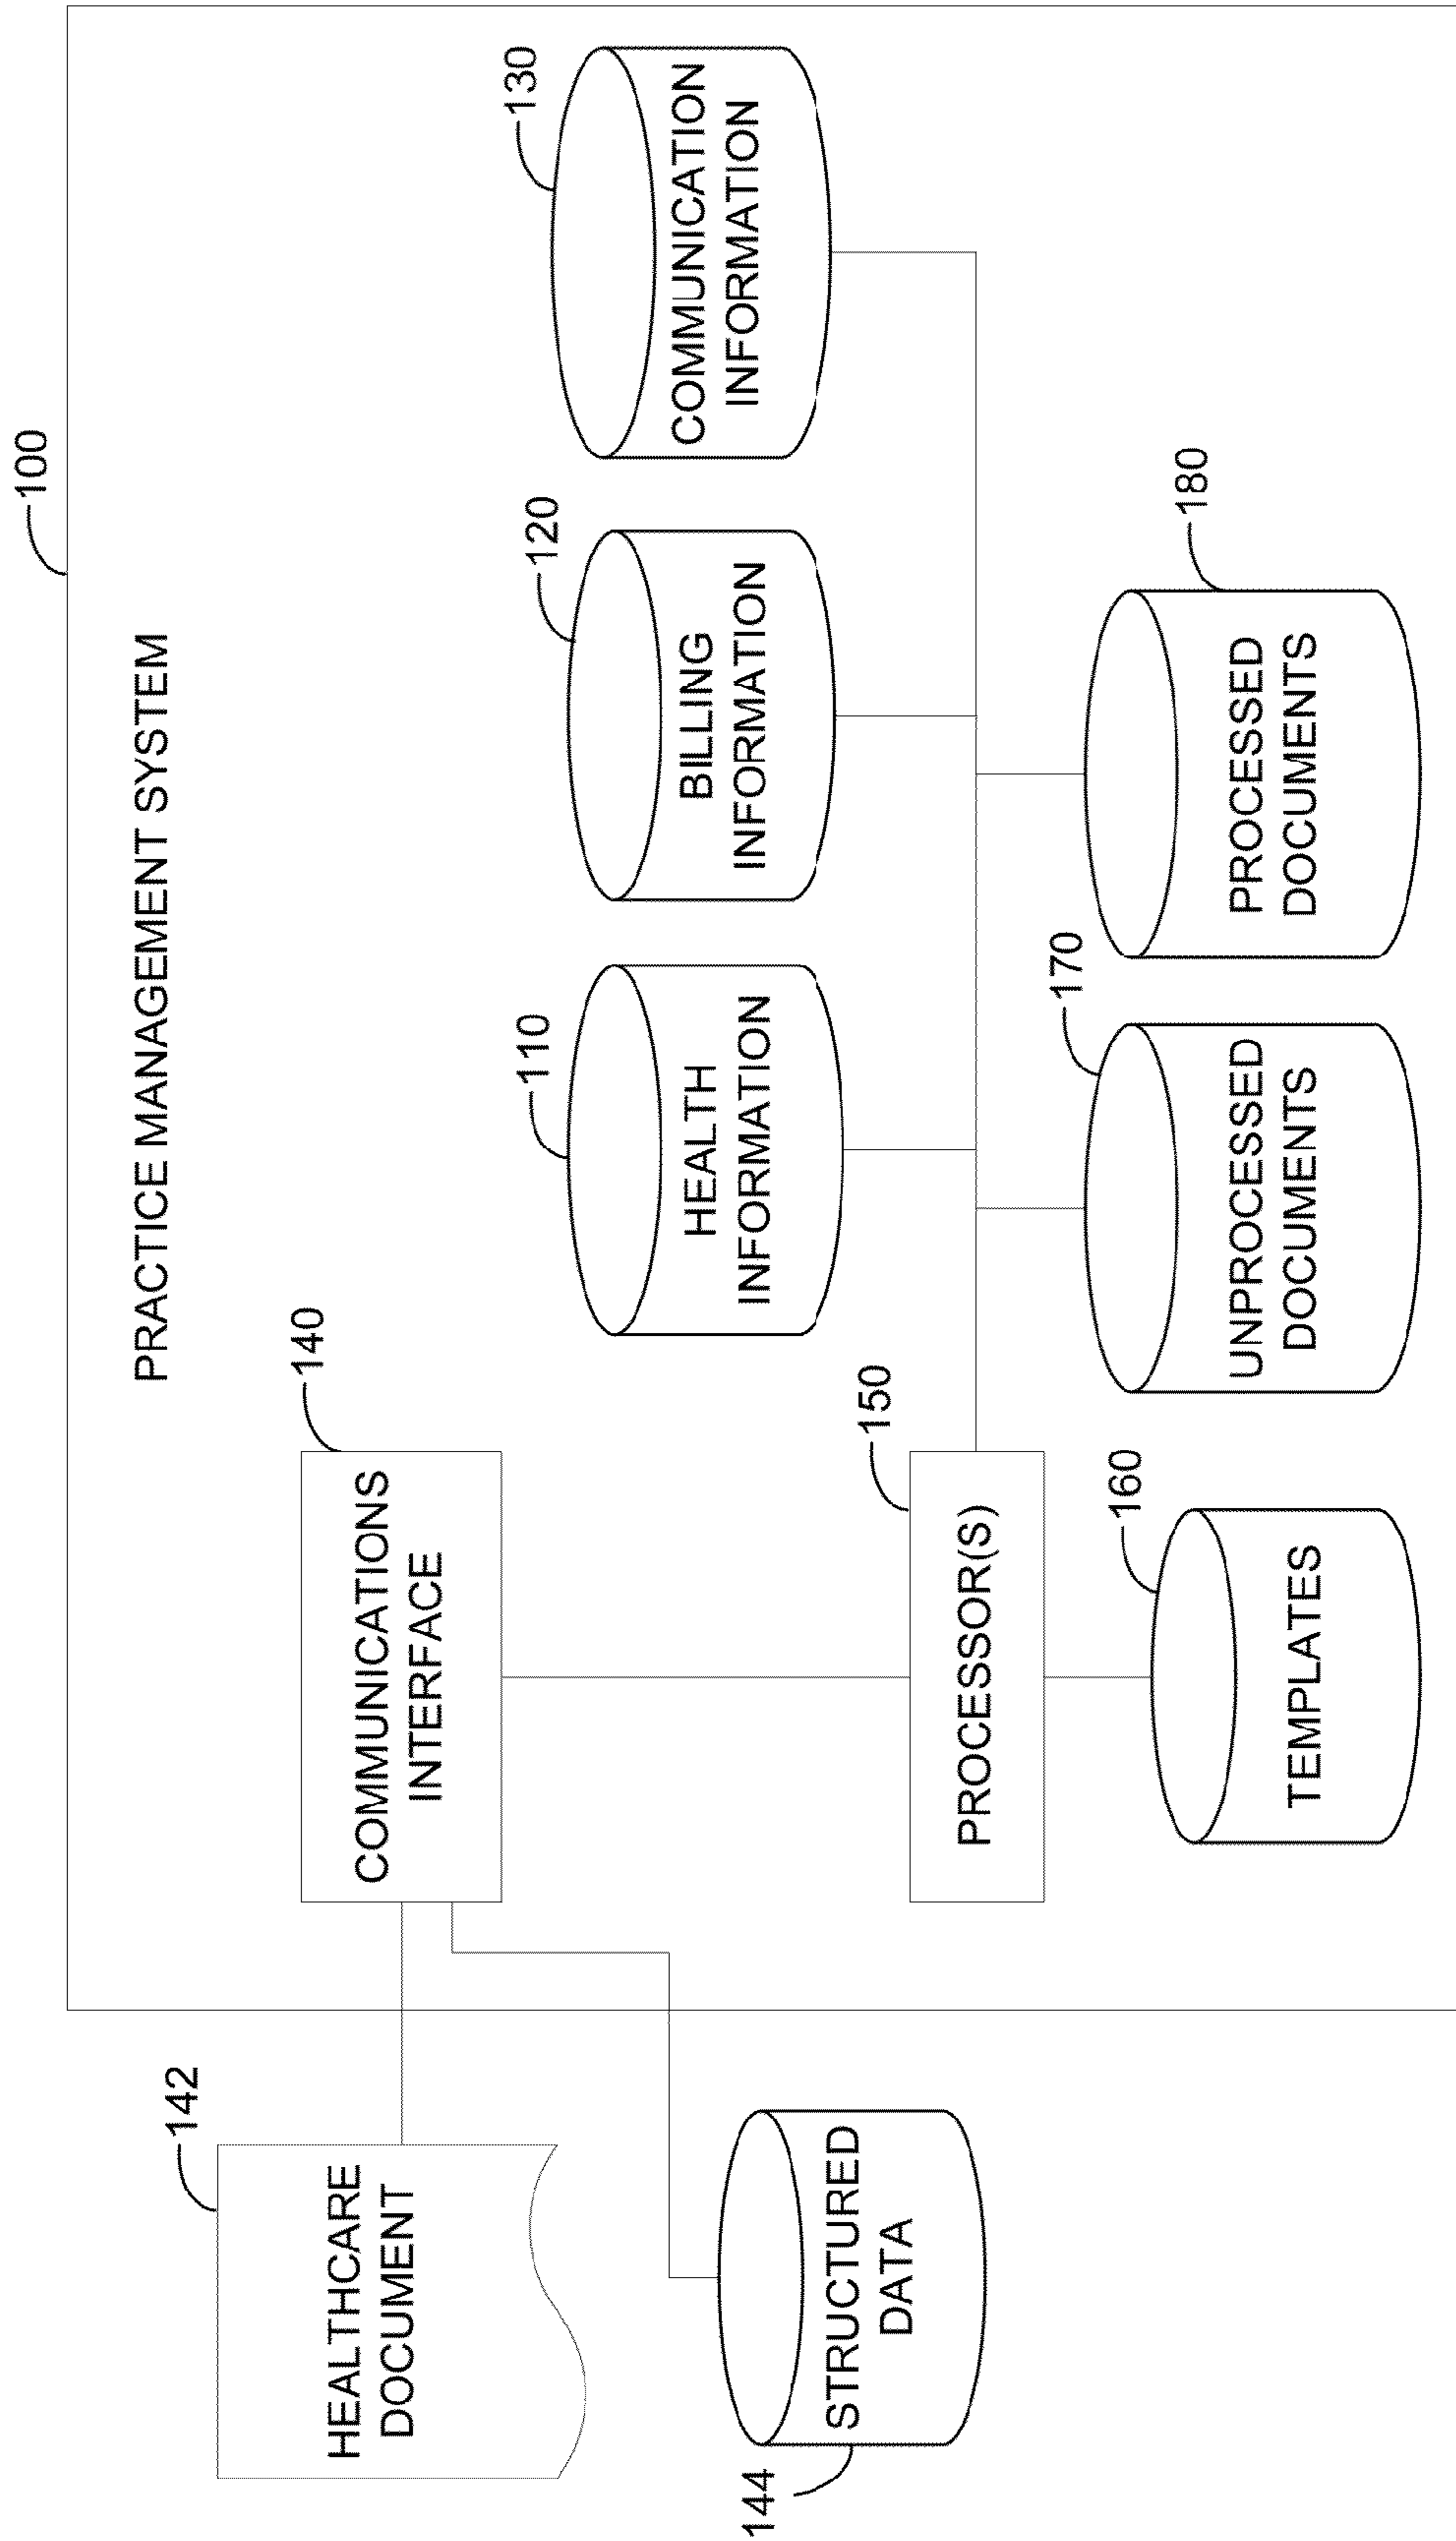 100
PRACTICE MANAGEMENT SYSTEM
142
HEALTHCARE
DOCUMENT
140
COMMUNICATIONS
INTERFACE
110
HEALTH
INFORMATION
120
BILLING
INFORMATION
130
COMMUNICATION
INFORMATION
144
STRUCTURED
DATA
150
PROCESSOR(S)
160
TEMPLATES
170
UNPROCESSED
DOCUMENTS
180
PROCESSED
DOCUMENTS